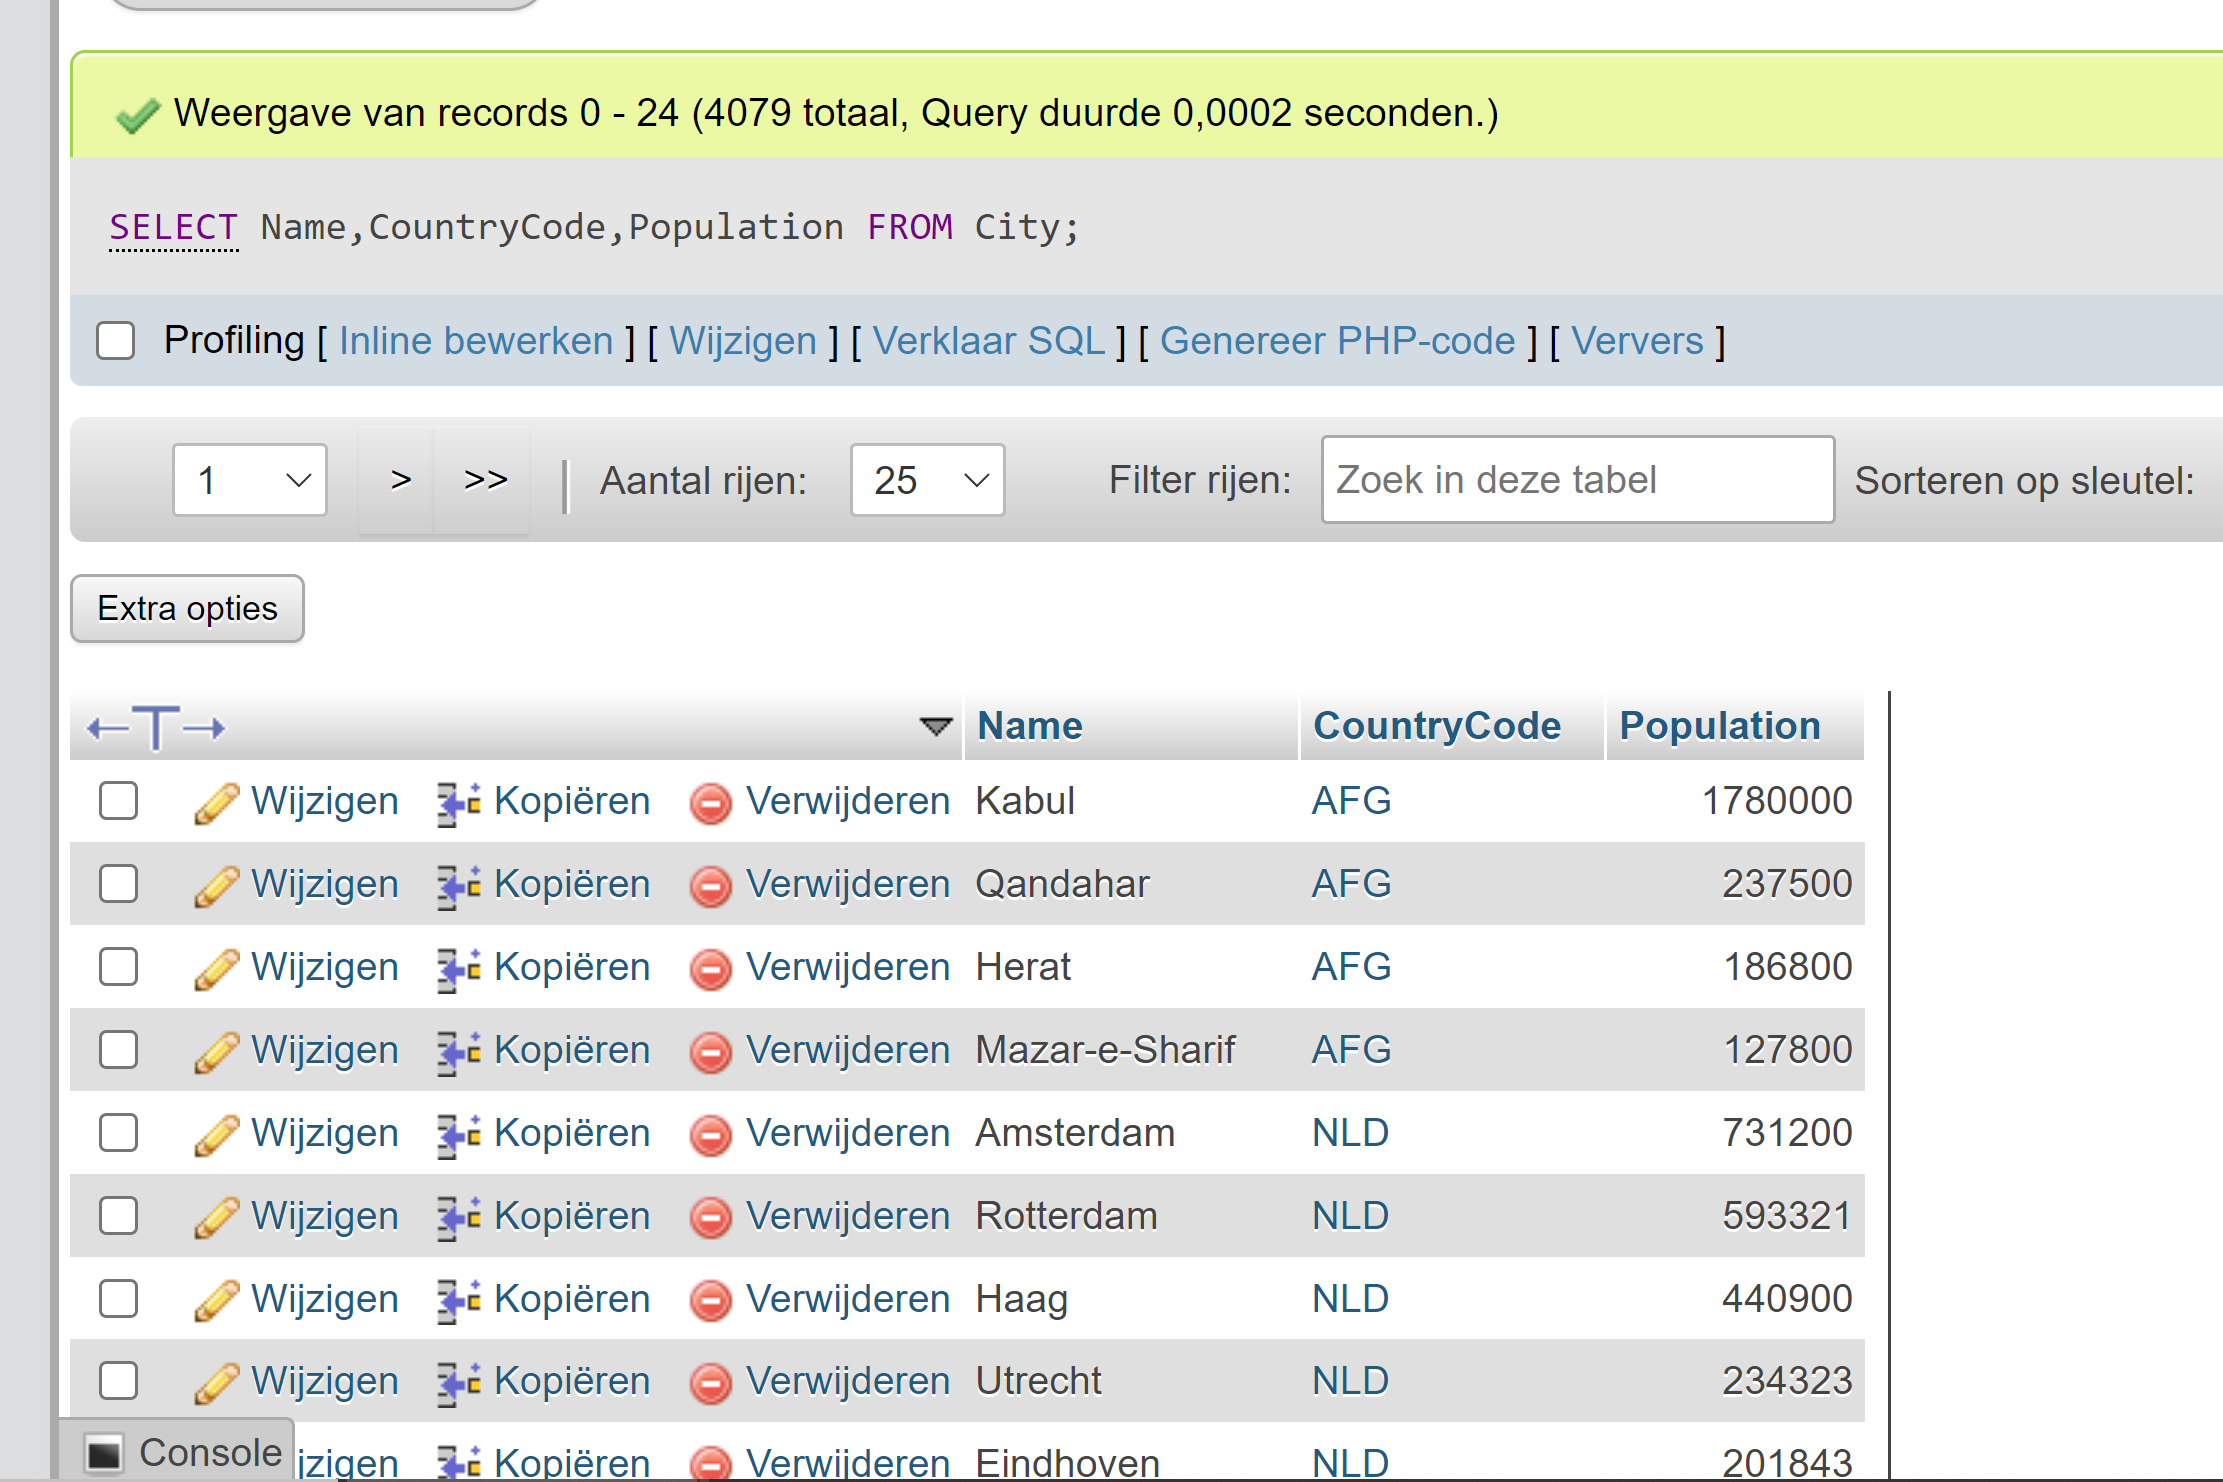 Weergave van records 0 - 24 (4079 totaal, Query duurde 0,0002 seconden.)
SELECT Name,CountryCode,Population FROM City;
Profiling [ Inline bewerken ] [ Wijzigen ] [ Verklaar SQL ] [ Genereer PHP-code ] [ Ververs ]
1 > >> | Aantal rijen: 25 Filter rijen: Zoek in deze tabel Sorteren op sleutel:
Extra opties
←T→ Name CountryCode Population
Wijzigen Kopiëren Verwijderen Kabul AFG 1780000
Wijzigen Kopiëren Verwijderen Qandahar AFG 237500
Wijzigen Kopiëren Verwijderen Herat AFG 186800
Wijzigen Kopiëren Verwijderen Mazar-e-Sharif AFG 127800
Wijzigen Kopiëren Verwijderen Amsterdam NLD 731200
Wijzigen Kopiëren Verwijderen Rotterdam NLD 593321
Wijzigen Kopiëren Verwijderen Haag NLD 440900
Wijzigen Kopiëren Verwijderen Utrecht NLD 234323
Console jzigen Kopiëren Verwijderen Eindhoven NLD 201843